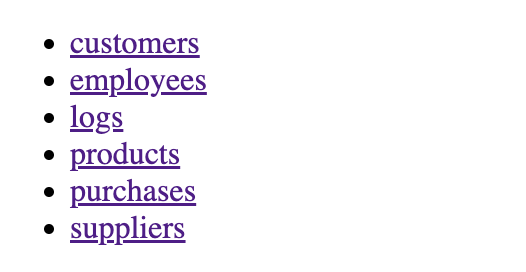 customers
employees
logs
products
purchases
suppliers